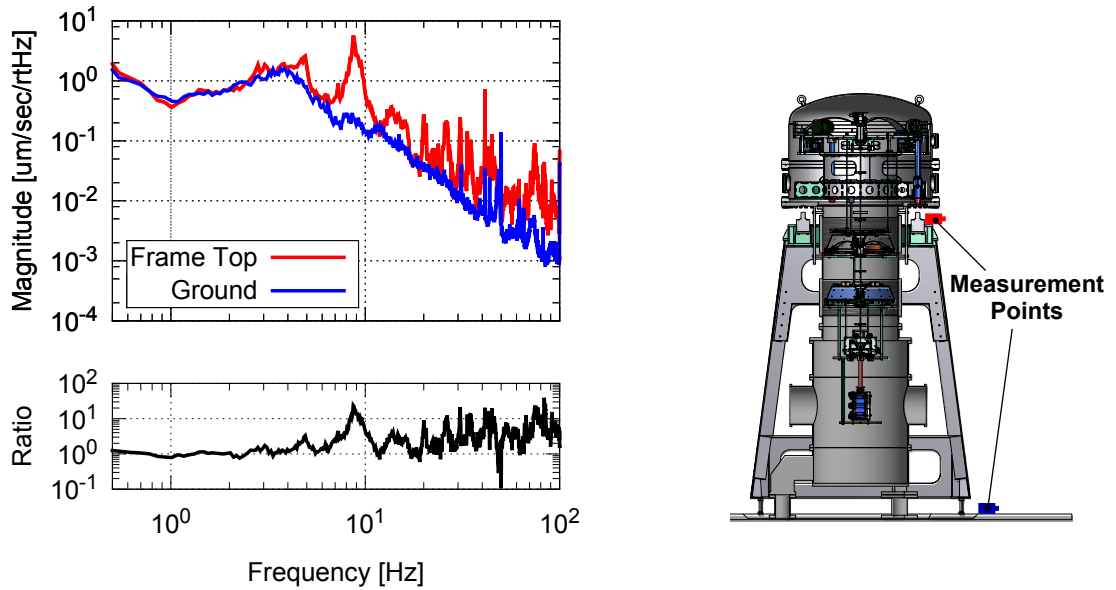 10^1
10^0
10^-1
10^-2
10^-3
10^-4
Magnitude [um/sec/rtHz]
Frame Top
Ground
10^2
10^1
10^0
10^-1
Ratio
10^0 10^1 10^2
Frequency [Hz]
Measurement
Points